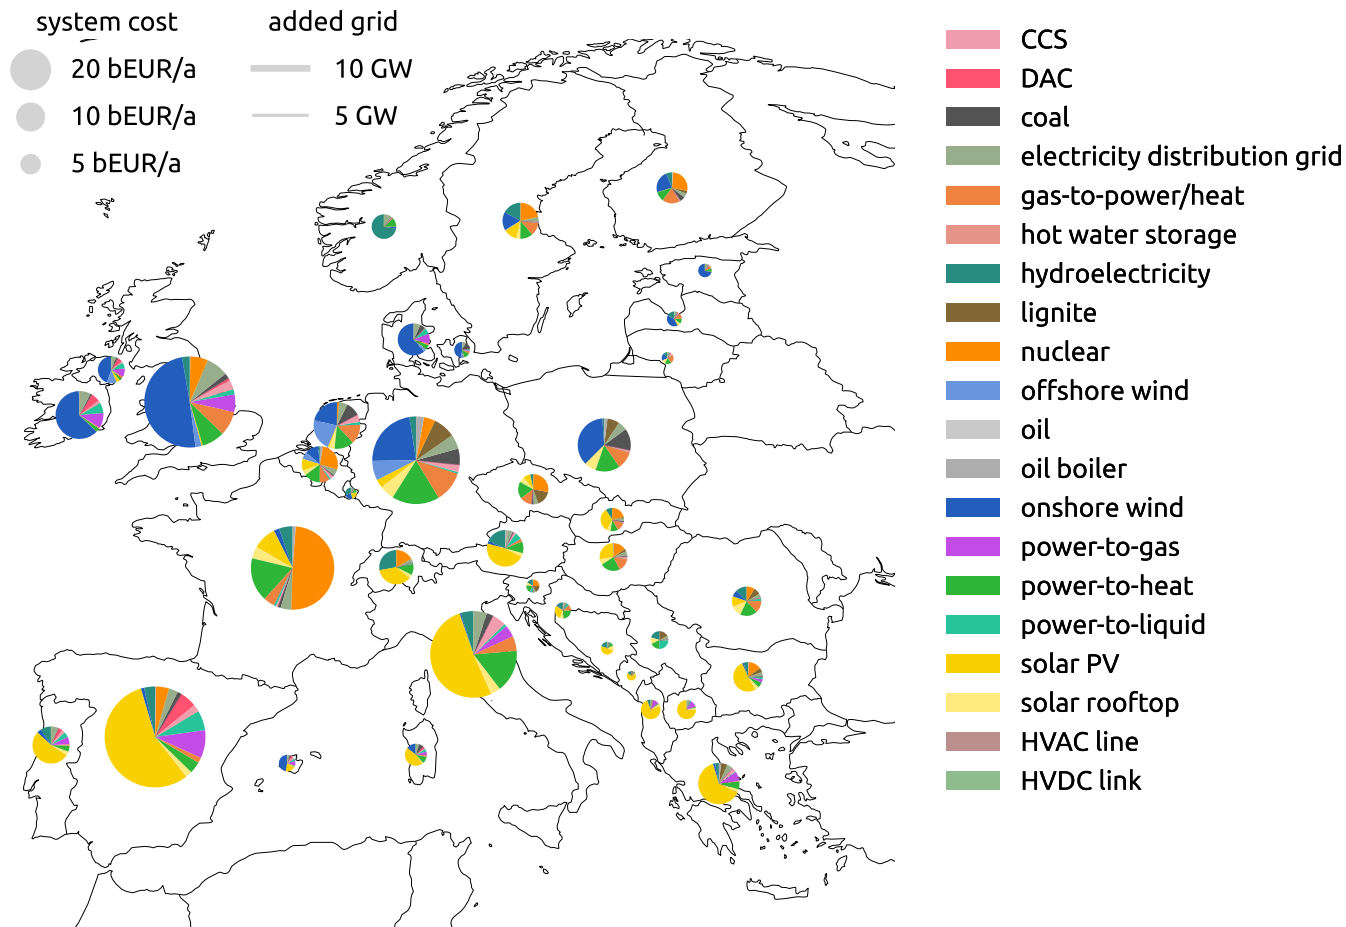 system cost
added grid
20 bEUR/a
10 GW
10 bEUR/a
5 GW
5 bEUR/a
CCS
DAC
coal
electricity distribution grid
gas-to-power/heat
hot water storage
hydroelectricity
lignite
nuclear
offshore wind
oil
oil boiler
onshore wind
power-to-gas
power-to-heat
power-to-liquid
solar PV
solar rooftop
HVAC line
HVDC link